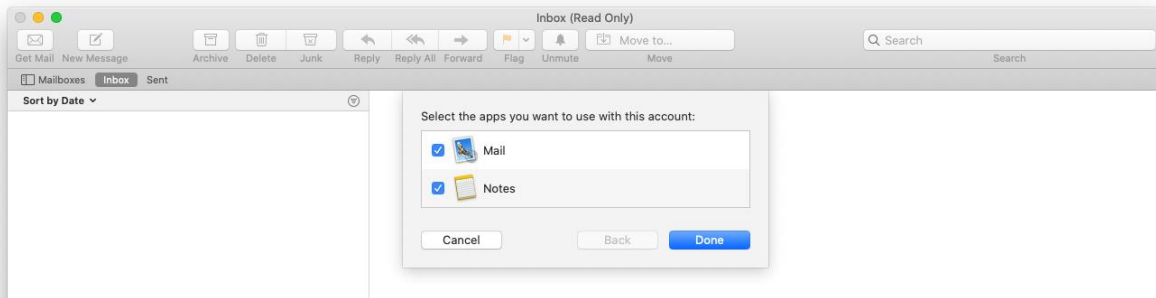 Inbox (Read Only)
Move to...
Search
Get Mail New Message Archive Delete Junk Reply Reply All Forward Flag Unmute Move Search
Mailboxes Inbox Sent
Sort by Date
Select the apps you want to use with this account:
Mail
Notes
Cancel Back Done